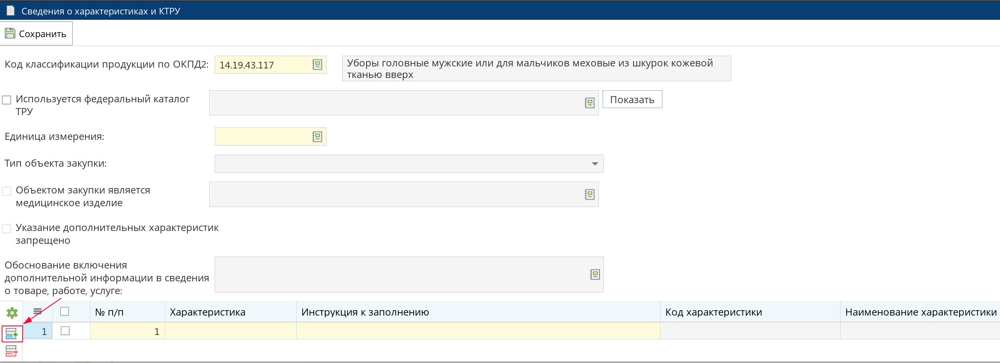 Сведения о характеристиках и КТРУ
Сохранить
Код классификации продукции по ОКПД2:
14.19.43.117
Уборы головные мужские или для мальчиков меховые из шкурок кожевой
тканью вверх
Используется федеральный каталог
ТРУ
Показать
Единица измерения:
Тип объекта закупки:
Объектом закупки является
медицинское изделие
Указание дополнительных характеристик
запрещено
Обоснование включения
дополнительной информации в сведения
о товаре, работе, услуге:
№ п/п Характеристика Инструкция к заполнению Код характеристики Наименование характеристики
1 1